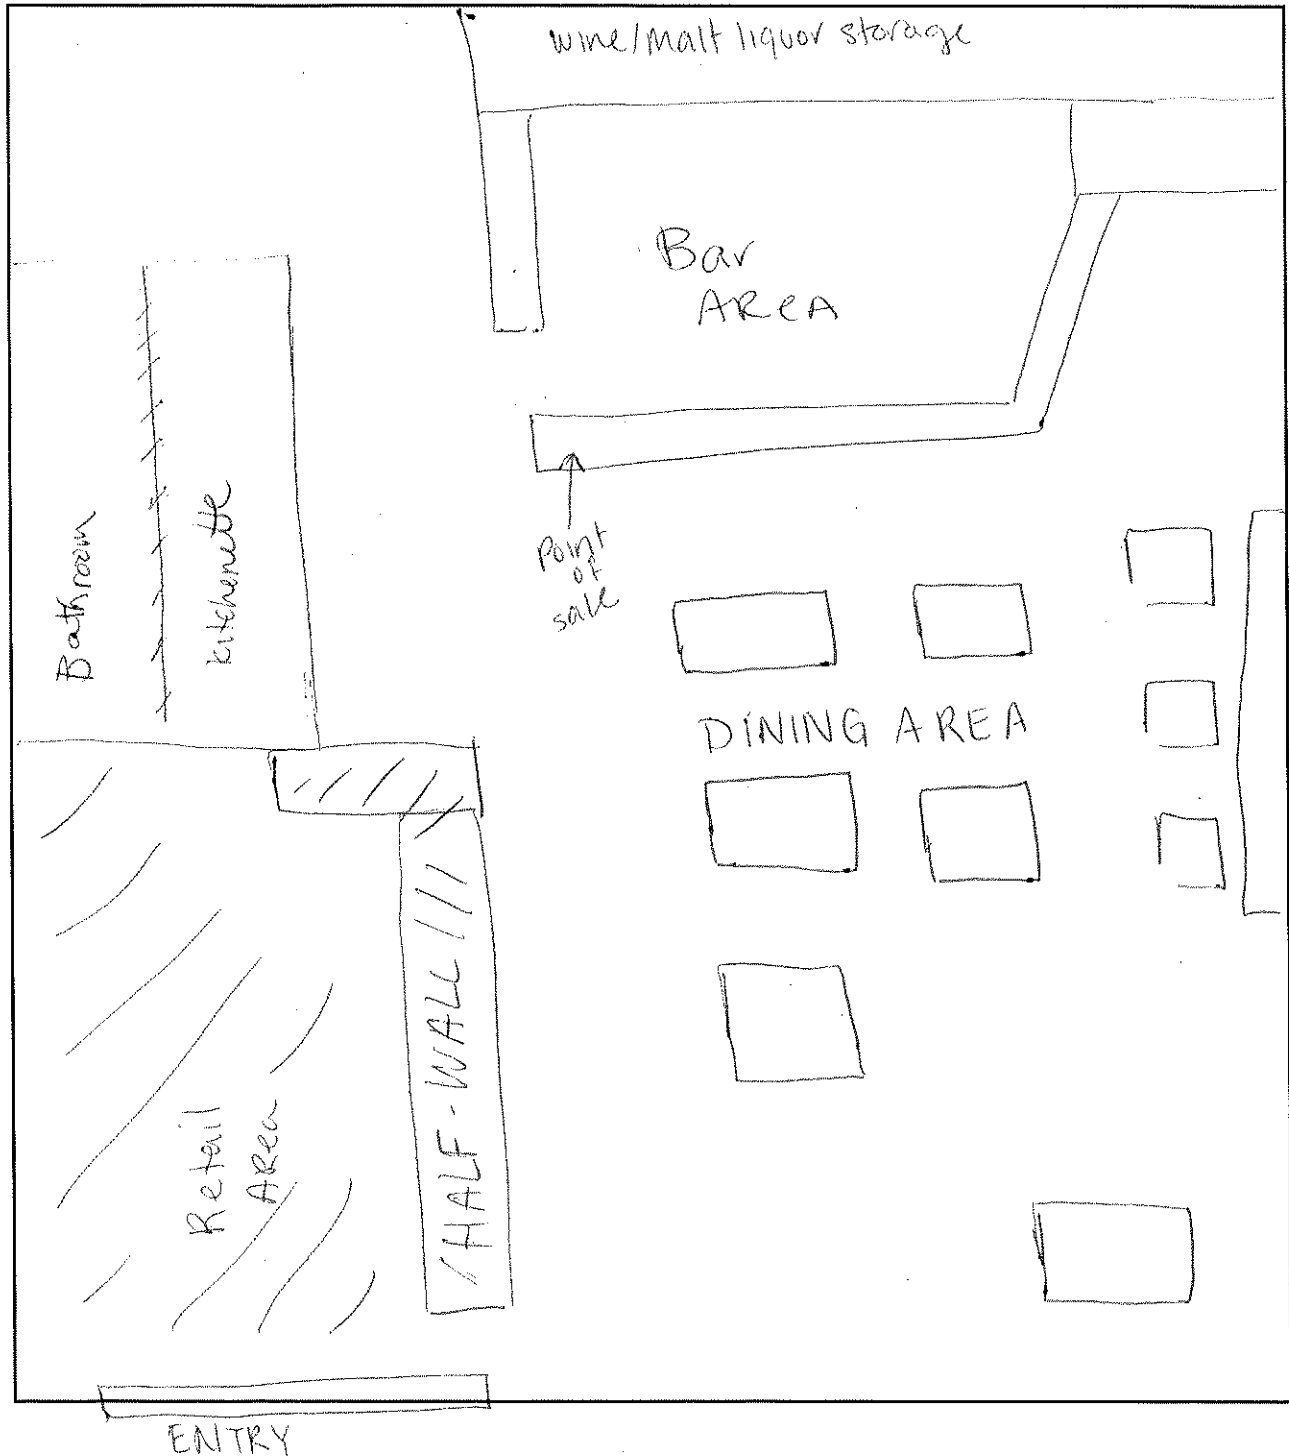 wine/malt liquor storage
Bar
AREA
Point
of
sale
Bathroom
kitchenette
DINING AREA
HALF-WALL
Retail
AREA
ENTRY